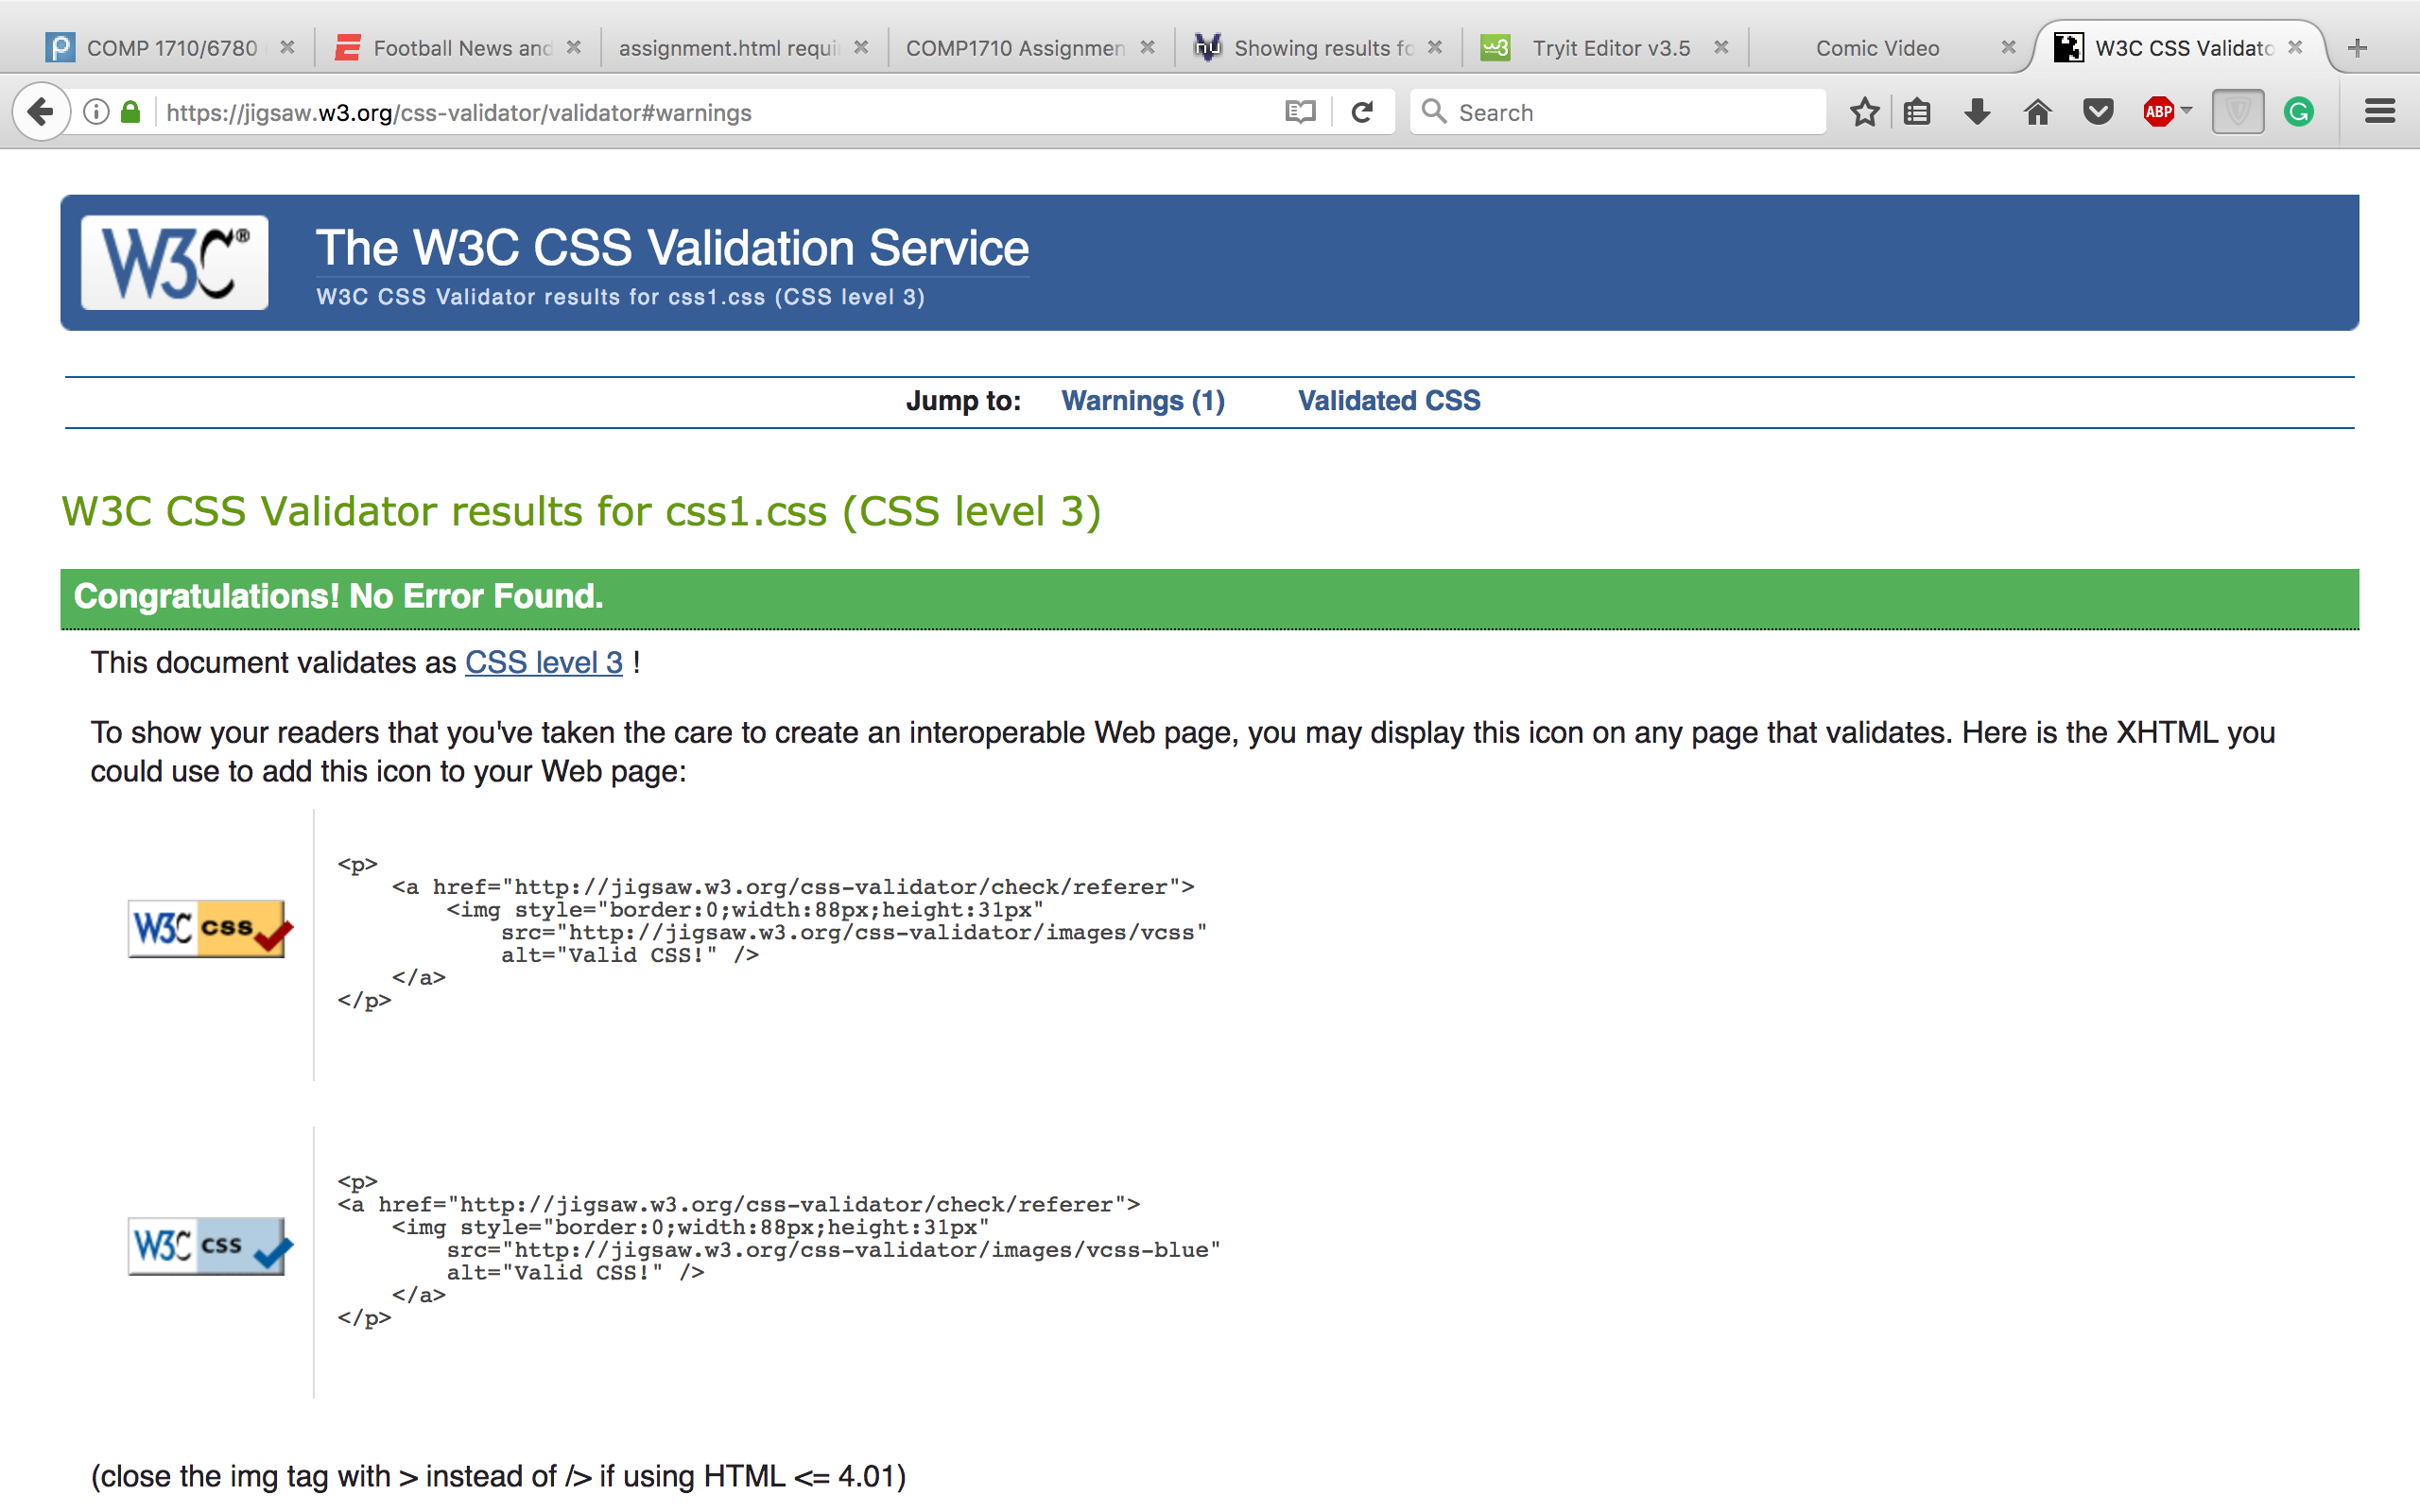 COMP 1710/6780
Football News and
assignment.html requi
COMP1710 Assignmen
Showing results fo
Tryit Editor v3.5
Comic Video
W3C CSS Validato
https://jigsaw.w3.org/css-validator/validator#warnings
Search
ABP
W3C®
The W3C CSS Validation Service
W3C CSS Validator results for css1.css (CSS level 3)
Jump to: Warnings (1) Validated CSS
W3C CSS Validator results for css1.css (CSS level 3)
Congratulations! No Error Found.
This document validates as CSS level 3 !
To show your readers that you've taken the care to create an interoperable Web page, you may display this icon on any page that validates. Here is the XHTML you
could use to add this icon to your Web page:
W3C css
<p>
<a href="http://jigsaw.w3.org/css-validator/check/referer">
<img style="border:0;width:88px;height:31px"
src="http://jigsaw.w3.org/css-validator/images/vcss"
alt="Valid CSS!" />
</a>
</p>
W3C css
<p>
<a href="http://jigsaw.w3.org/css-validator/check/referer">
<img style="border:0;width:88px;height:31px"
src="http://jigsaw.w3.org/css-validator/images/vcss-blue"
alt="Valid CSS!" />
</a>
</p>
(close the img tag with > instead of /> if using HTML <= 4.01)